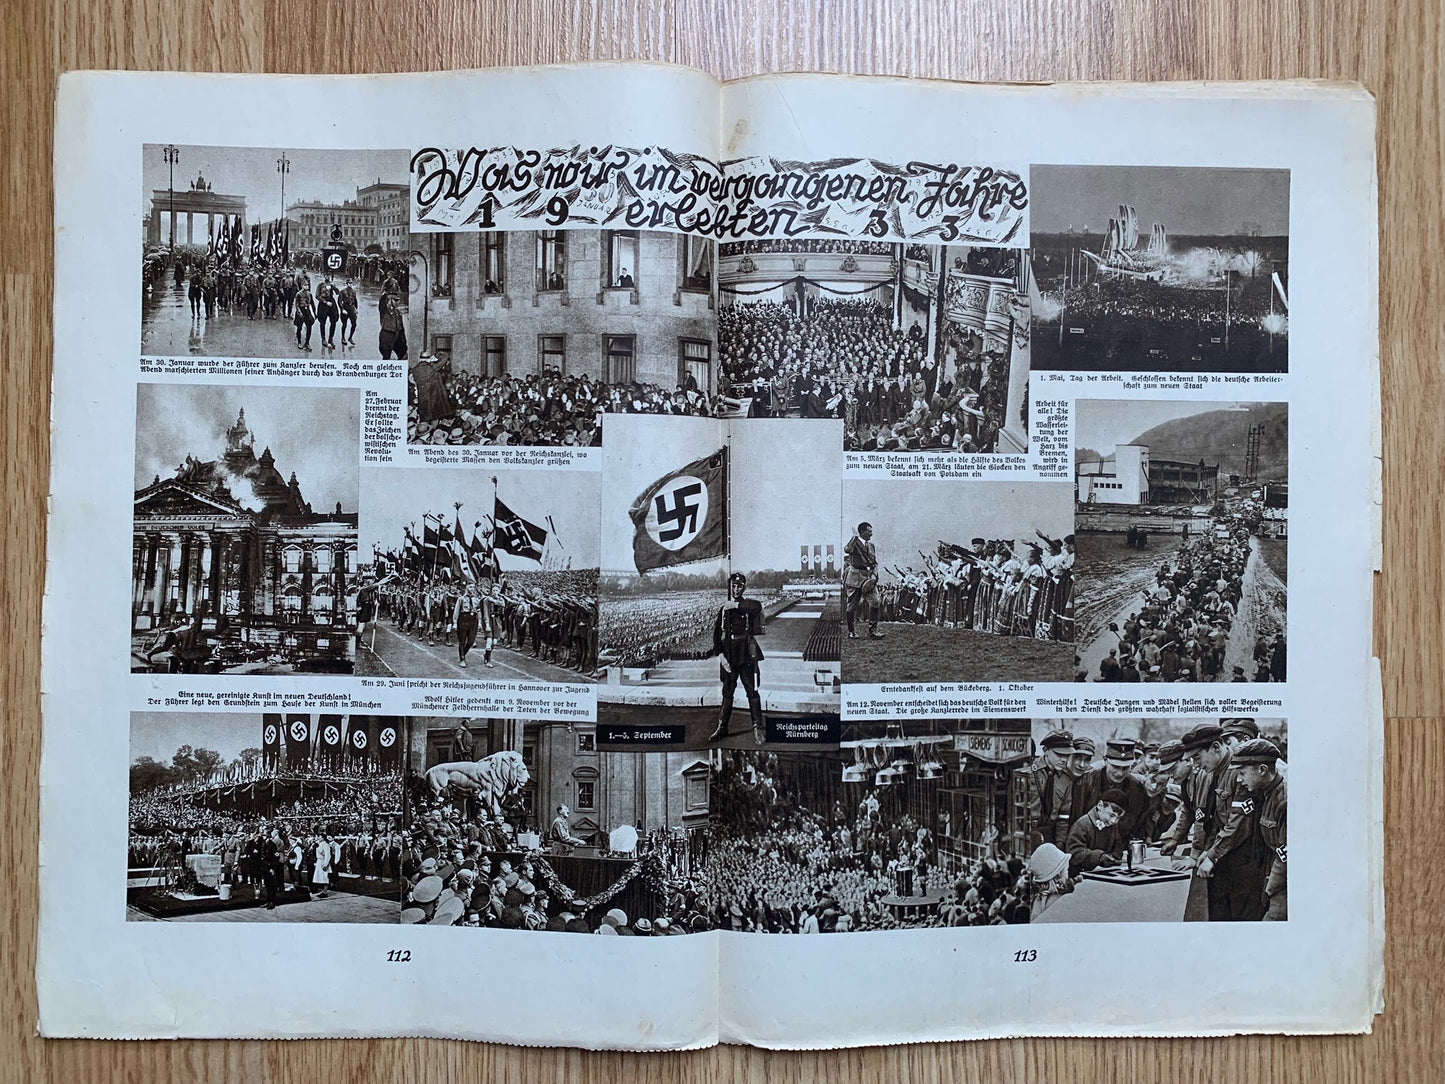 Was wir im vergangenen Jahre
1 9 erlebten 3 3
Am 30. Januar wurde der Führer zum Kanzler berufen. Noch am gleichen
Abend marschierten Millionen seiner Anhänger durch das Brandenburger Tor
Am
27. Februar
brennt der
Reichstag.
Er sollte
das Zeichen
der bolsche-
wistischen
Revolu-
tion sein
Am Abend des 30. Januar vor der Reichskanzlei, wo
begeisterte Massen den Volkskanzler grüßen
Am 5. März bekennt sich mehr als die Hälfte des Volkes
zum neuen Staat, am 21. März läuten die Glocken den
Staatsakt von Potsdam ein
1. Mai, Tag der Arbeit. Geschlossen bekennt sich die deutsche Arbeiter-
schaft zum neuen Staat
Arbeit für
alle! Die
größte
Wasserlei-
tung der
Welt, vom
Harz bis
Bremen,
wird in
Angriff ge-
nommen
DEM DEUTSCHEN VOLKE
Am 29. Juni spricht der Reichsjugendführer in Hannover zur Jugend
Eine neue, gereinigte Kunst im neuen Deutschland!
Der Führer legt den Grundstein zum Hause der Kunst in München
Adolf Hitler gedenkt am 9. November vor der
Münchener Feldherrnhalle der Toten der Bewegung
1.—3. September
Reichsparteitag
Nürnberg
Erntedankfest auf dem Bückeberg. 1. Oktober
Am 12. November entscheidet sich das deutsche Volk für den
neuen Staat. Die große Kanzlerrede im Siemenswerk
Winterhilfe! Deutsche Jungen und Mädel stellen sich voller Begeisterung
in den Dienst des größten wahrhaft sozialistischen Hilfswerkes
SIEMENS-SCHUCKERT
112
113